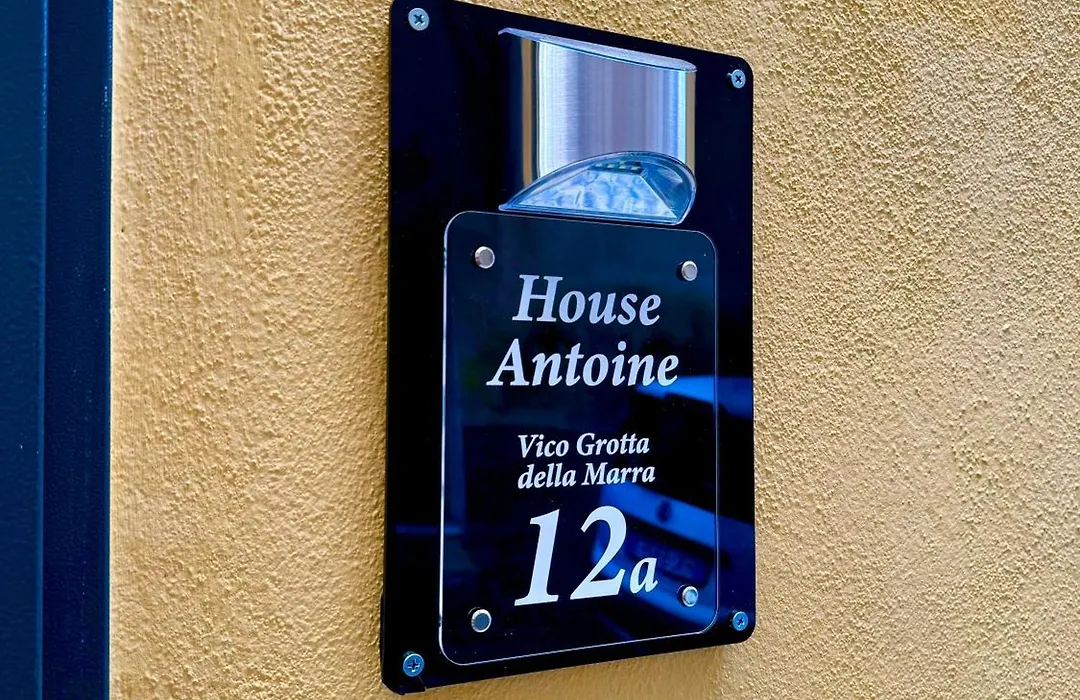 House
Antoine
Vico Grotta
della Marra
12a